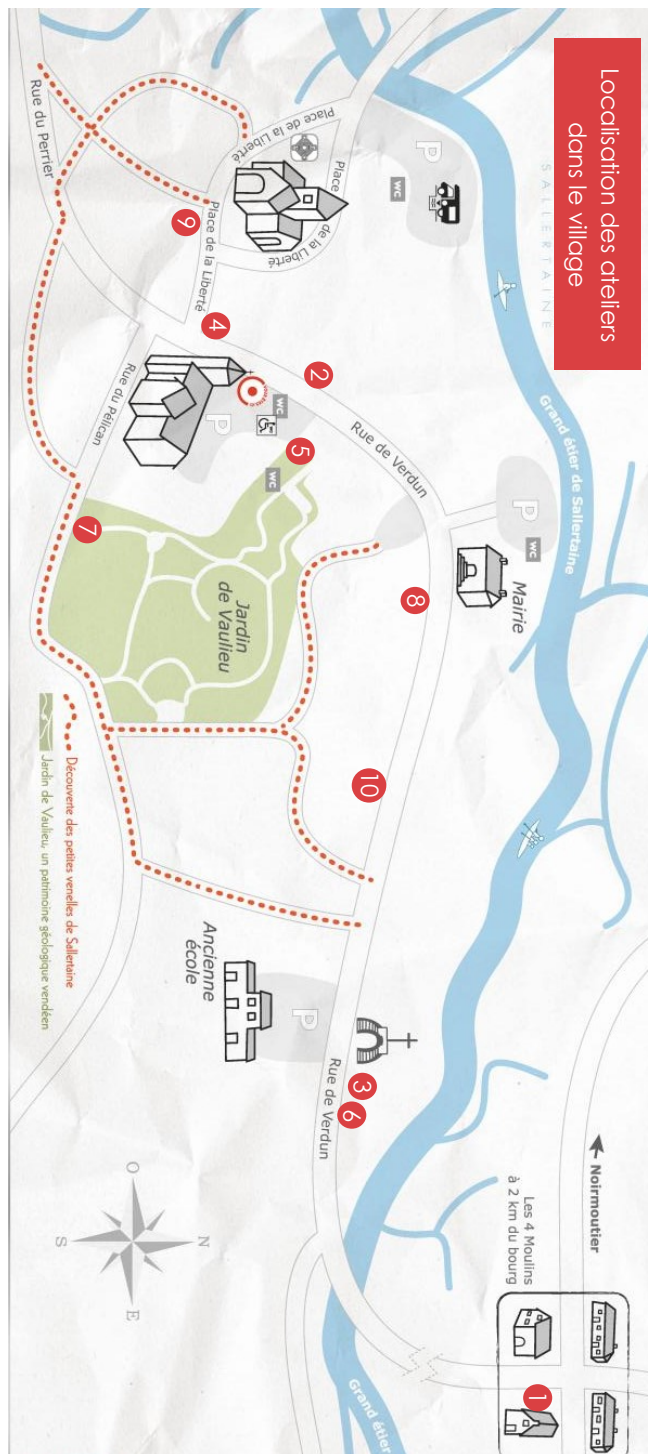 Localisation des ateliers
dans le village
SALLERTAINE
Grand étier de Sallertaine
Grand étier
Place de la Liberté
Place
de la Liberté
Place de la Liberté
Rue du Perrier
Rue du Pélican
Rue de Verdun
Rue de Verdun
P
WC
P
WC
P
WC
WC
P
Mairie
Jardin
de Vaulieu
Ancienne
école
9
4
2
5
7
8
10
3
6
1
Noirmoutier
Les 4 Moulins
à 2 km du bourg
Découverte des petites venelles de Sallertaine
Jardin de Vaulieu, un patrimoine géologique vendéen
N
O
E
S